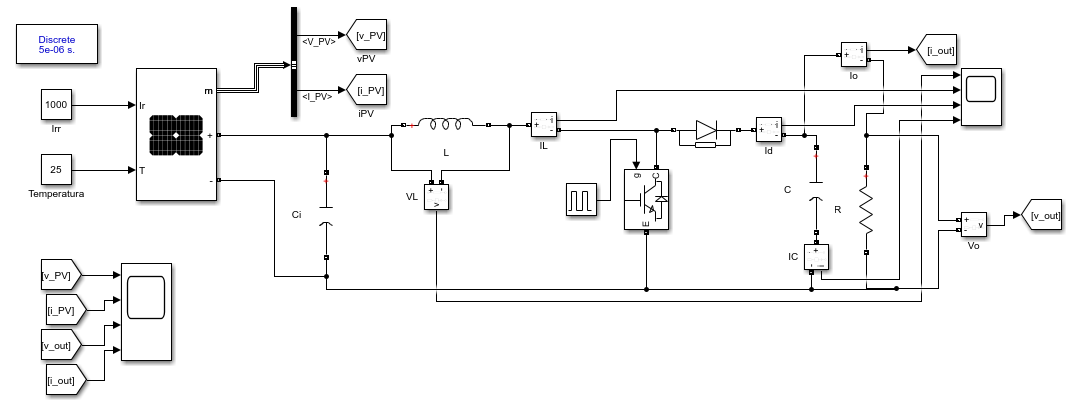 Discrete
5e-06 s.
<V_PV>
[v_PV]
vPV
<I_PV>
[i_PV]
iPV
1000
Irr
25
Temperatura
Ir
T
m
+
-
Ci
L
+ -
v
VL
+ i
-
IL
g
C
E
+ i
-
Id
+ i
-
Io
[i_out]
C
R
+ -
i
IC
+
- v
Vo
[v_out]
[v_PV]
[i_PV]
[v_out]
[i_out]